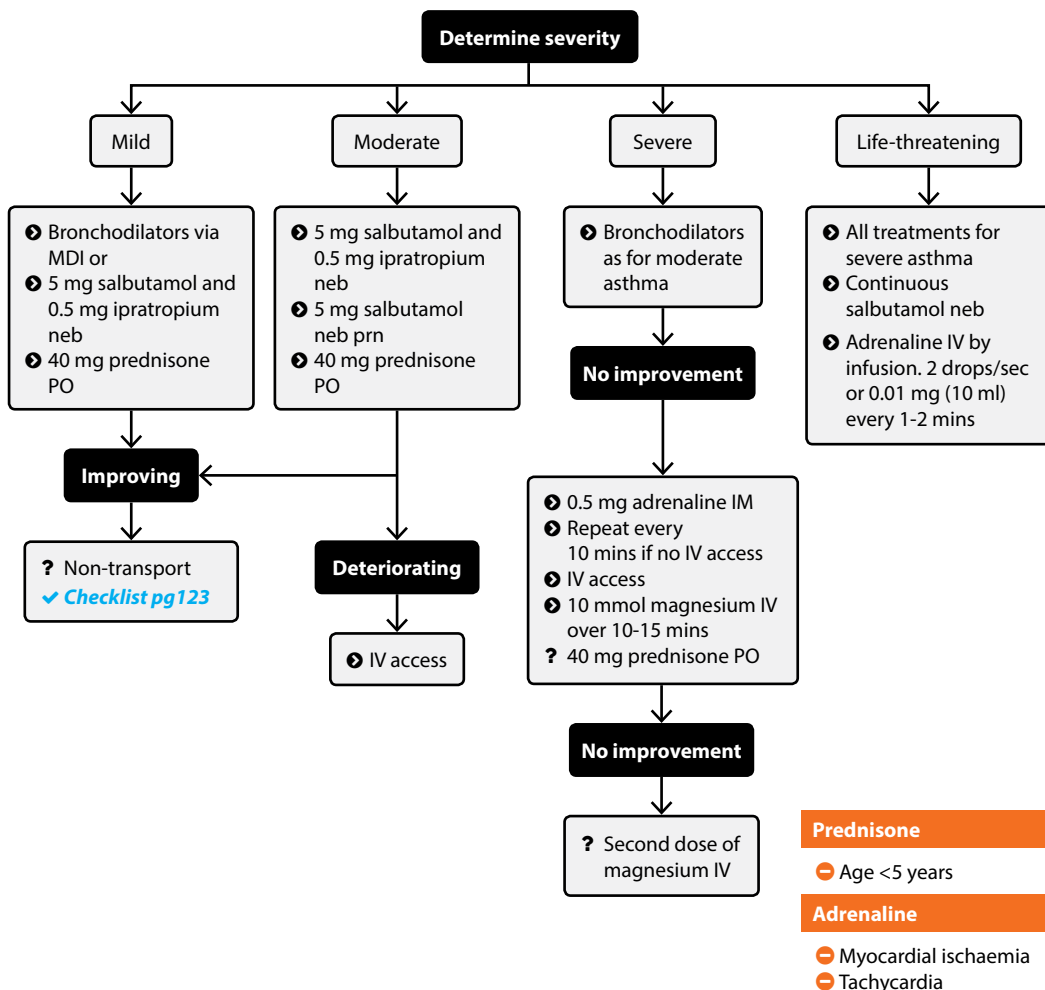 Determine severity
Mild
Moderate
Severe
Life-threatening
Bronchodilators via
MDI or
5 mg salbutamol and
0.5 mg ipratropium
neb
40 mg prednisone
PO
5 mg salbutamol and
0.5 mg ipratropium
neb
5 mg salbutamol
neb prn
40 mg prednisone
PO
Bronchodilators
as for moderate
asthma
All treatments for
severe asthma
Continuous
salbutamol neb
Adrenaline IV by
infusion. 2 drops/sec
or 0.01 mg (10 ml)
every 1-2 mins
No improvement
Improving
? Non-transport
✓ Checklist pg123
Deteriorating
IV access
0.5 mg adrenaline IM
Repeat every
10 mins if no IV access
IV access
10 mmol magnesium IV
over 10-15 mins
? 40 mg prednisone PO
No improvement
? Second dose of
magnesium IV
Prednisone
Age <5 years
Adrenaline
Myocardial ischaemia
Tachycardia